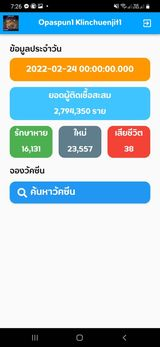 7:26
Opaspun1 Klinchuenjit1
ข้อมูลประจำวัน
2022-02-24 00:00:00.000
ยอดผู้ติดเชื้อสะสม
2,794,350 ราย
รักษาหาย ใหม่ เสียชีวิต
16,131 23,557 38
จองวัคซีน
ค้นหาวัคซีน